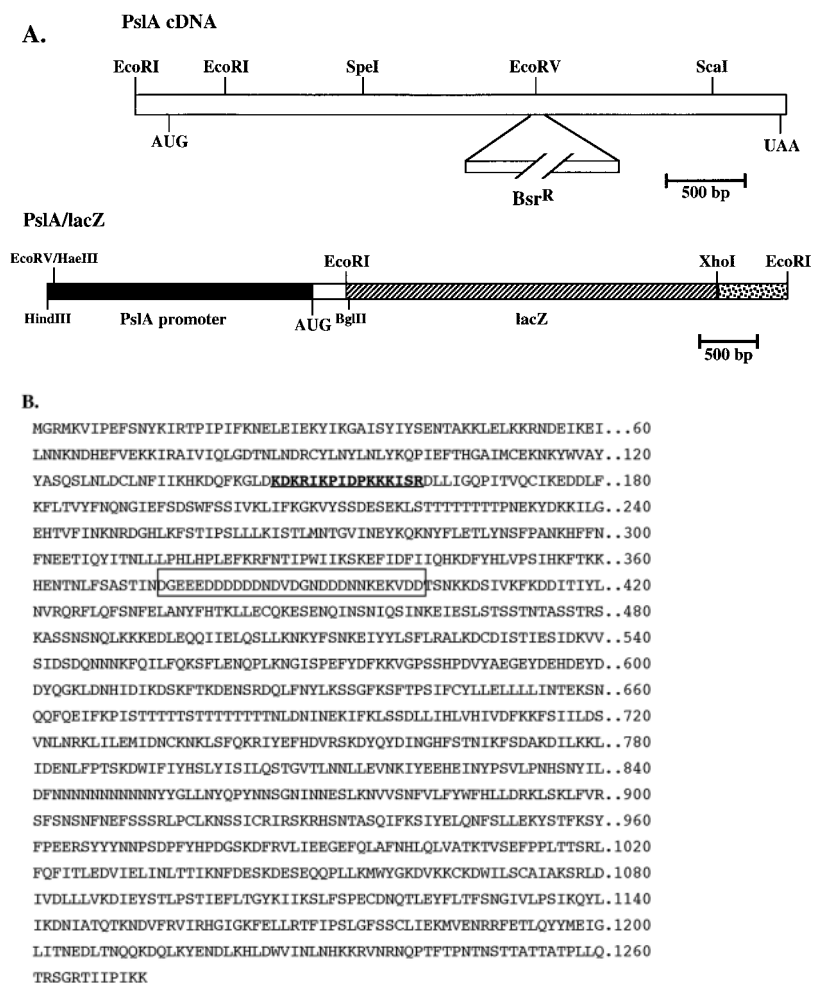 A.
PslA cDNA
EcoRI EcoRI SpeI EcoRV ScaI
AUG UAA
BsrR
500 bp
PslA/lacZ
EcoRV/HaeIII EcoRI XhoI EcoRI
HindIII PslA promoter AUG BglII lacZ
500 bp
B.
MGRMKVIPEFSNYKIRTPIPIFKNELEIEKYIKGAISYIYSENTAKKLELKKRNDEIKEI...60
LNNKNDHEFVEKKIRAIVIQLGDTNLNDRCYLNYLNLYKQPIEFTHGAIMCEKNKYWVAY.120
YASQSLNLDCLNFIIKHKDQFKGLDKDKRIKPIDPKKKISRDLLIGQPITVQCIKEDDLF.180
KFLTVYFNQNGIEFSDSWFSSIVKLIFKGKVYSSDESEKLSTTTTTTTTPNEKYDKKILG.240
EHTVFINKNRDGHLKFSTIPSLLLKISTLMNTGVINEYKQKNYFLETLYNSFPANKHFFN.300
FNEETIQYITNLLLPHLHPLEFKRFNTIPWIIKSKEFIDFIIQHKDFYHLVPSIHKFTKK.360
HENTNLFSASTINDGEEEDDDDDDNDVDGNDDDNNKEKVDDTSNKKDSIVKFKDDITIYL.420
NVRQRFLQFSNFELANYFHTKLLECQKESENQINSNIQSINKEIESLSTSSTNTASSTRS.480
KASSNSNQLKKKEDLEQQIIELQSLLKNKYFSNKEIYYLSFLRALKDCDISTIESIDKVV.540
SIDSDQNNNKFQILFQKSFLENQPLKNGISPEFYDFKKVGPSSHPDVYAEGEYDEHDEYD.600
DYQGKLDNHIDIKDSKFTKDENSRDQLFNYLKSSGFKSFTPSIFCYLLELLLLINTEKSN.660
QQFQEIFKPISTTTTTSTTTTTTTTNLDNINEKIFKLSSDLLIHLVHIVDFKKFSIILDS.720
VNLNRKLILEMIDNCKNKLSFQKRIYEFHDVRSKDYQYDINGHFSTNIKFSDAKDILKKL.780
IDENLFPTSKDWIFIYHSLYISILQSTGVTLNNLLEVNKIYEEHEINYPSVLPNHSNYIL.840
DFNNNNNNNNNNNYYGLLNYQPYNNSGNINNESLKNVVSNFVLFYWFHLLDRKLSKLFVR.900
SFSNSNFNEFSSSRLPCLKNSSICRIRSKRHSNTASQIFKSIYELQNFSLLEKYSTFKSY.960
FPEERSYYYNNPSDPFYHPDGSKDFRVLIEEGEFQLAFNHLQLVATKTVSEFPPLTTSRL.1020
FQFITLEDVIELINLTTIKNFDESKDESEQQPLLKMWYGKDVKKCKDWILSCAIAKSRLD.1080
IVDLLLVKDIEYSTLPSTIEFLTGYKIIKSLFSPECDNQTLEYFLTFSNGIVLPSIKQYL.1140
IKDNIATQTKNDVFRVIRHGIGKFELLRTFIPSLGFSSCLIEKMVENRRFETLQYYMEIG.1200
LITNEDLTNQQKDQLKYENDLKHLDWVINLNHKKRVNRNQPTFTPNTNSTTATTATPLLQ.1260
TRSGRTIIPIKK